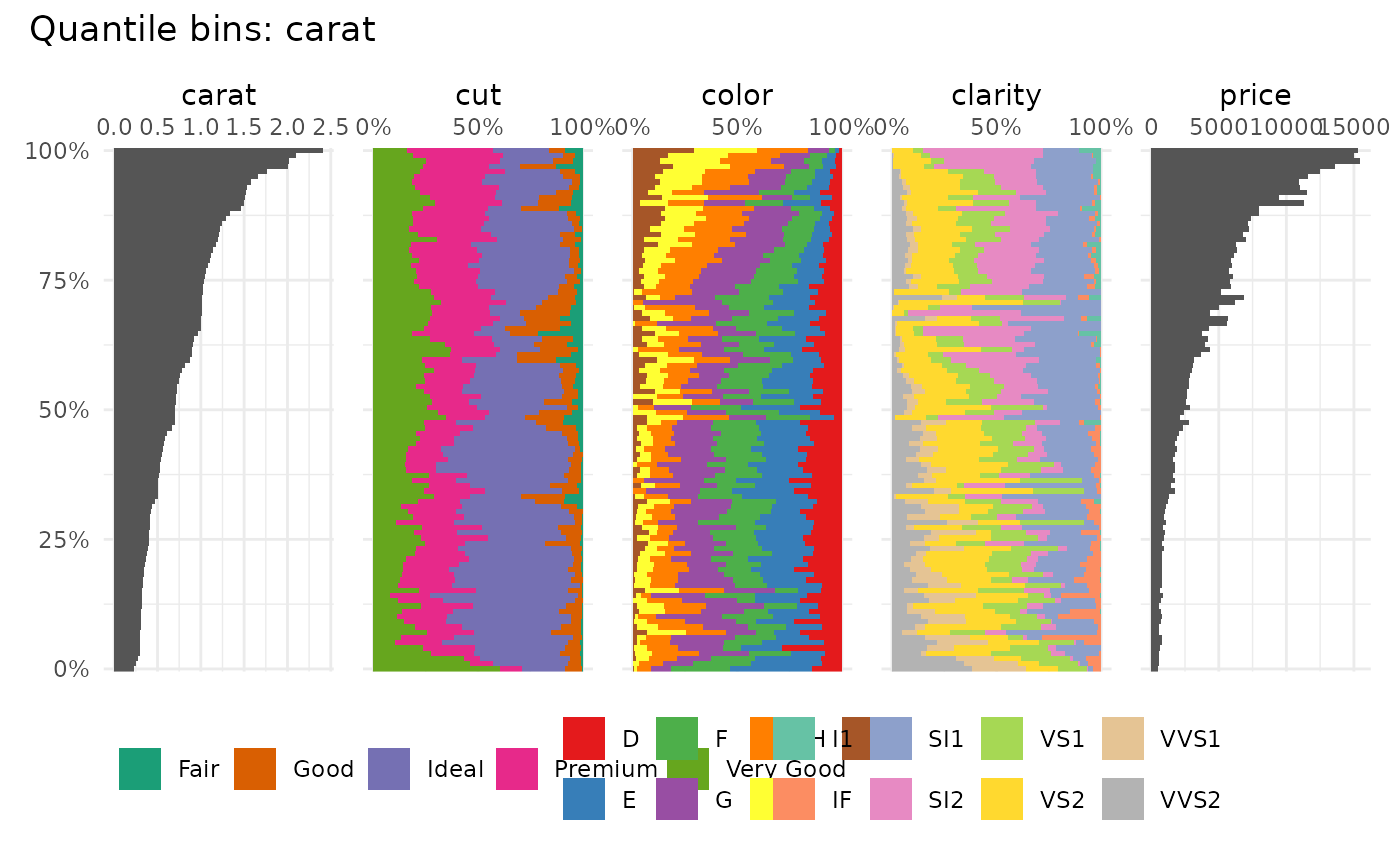 Quantile bins: carat
carat cut color clarity price
0.0 0.5 1.0 1.5 2.0 2.5 0% 50% 100% 0% 50% 100% 0% 50% 100% 0 5000 10000 15000
100%
75%
50%
25%
0%
D F H I1 SI1 VS1 VVS1
Fair Good Ideal Premium Very Good
E G IF SI2 VS2 VVS2